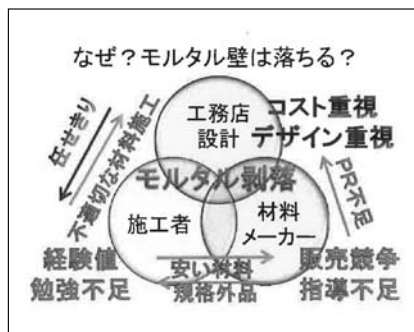 なぜ？モルタル壁は落ちる？
工務店
設計
コスト重視
デザイン重視
任せきり
不適切な材料施工
モルタル剥落
PR不足
施工者
材料
メーカー
経験値
勉強不足
安い材料
規格外品
販売競争
指導不足